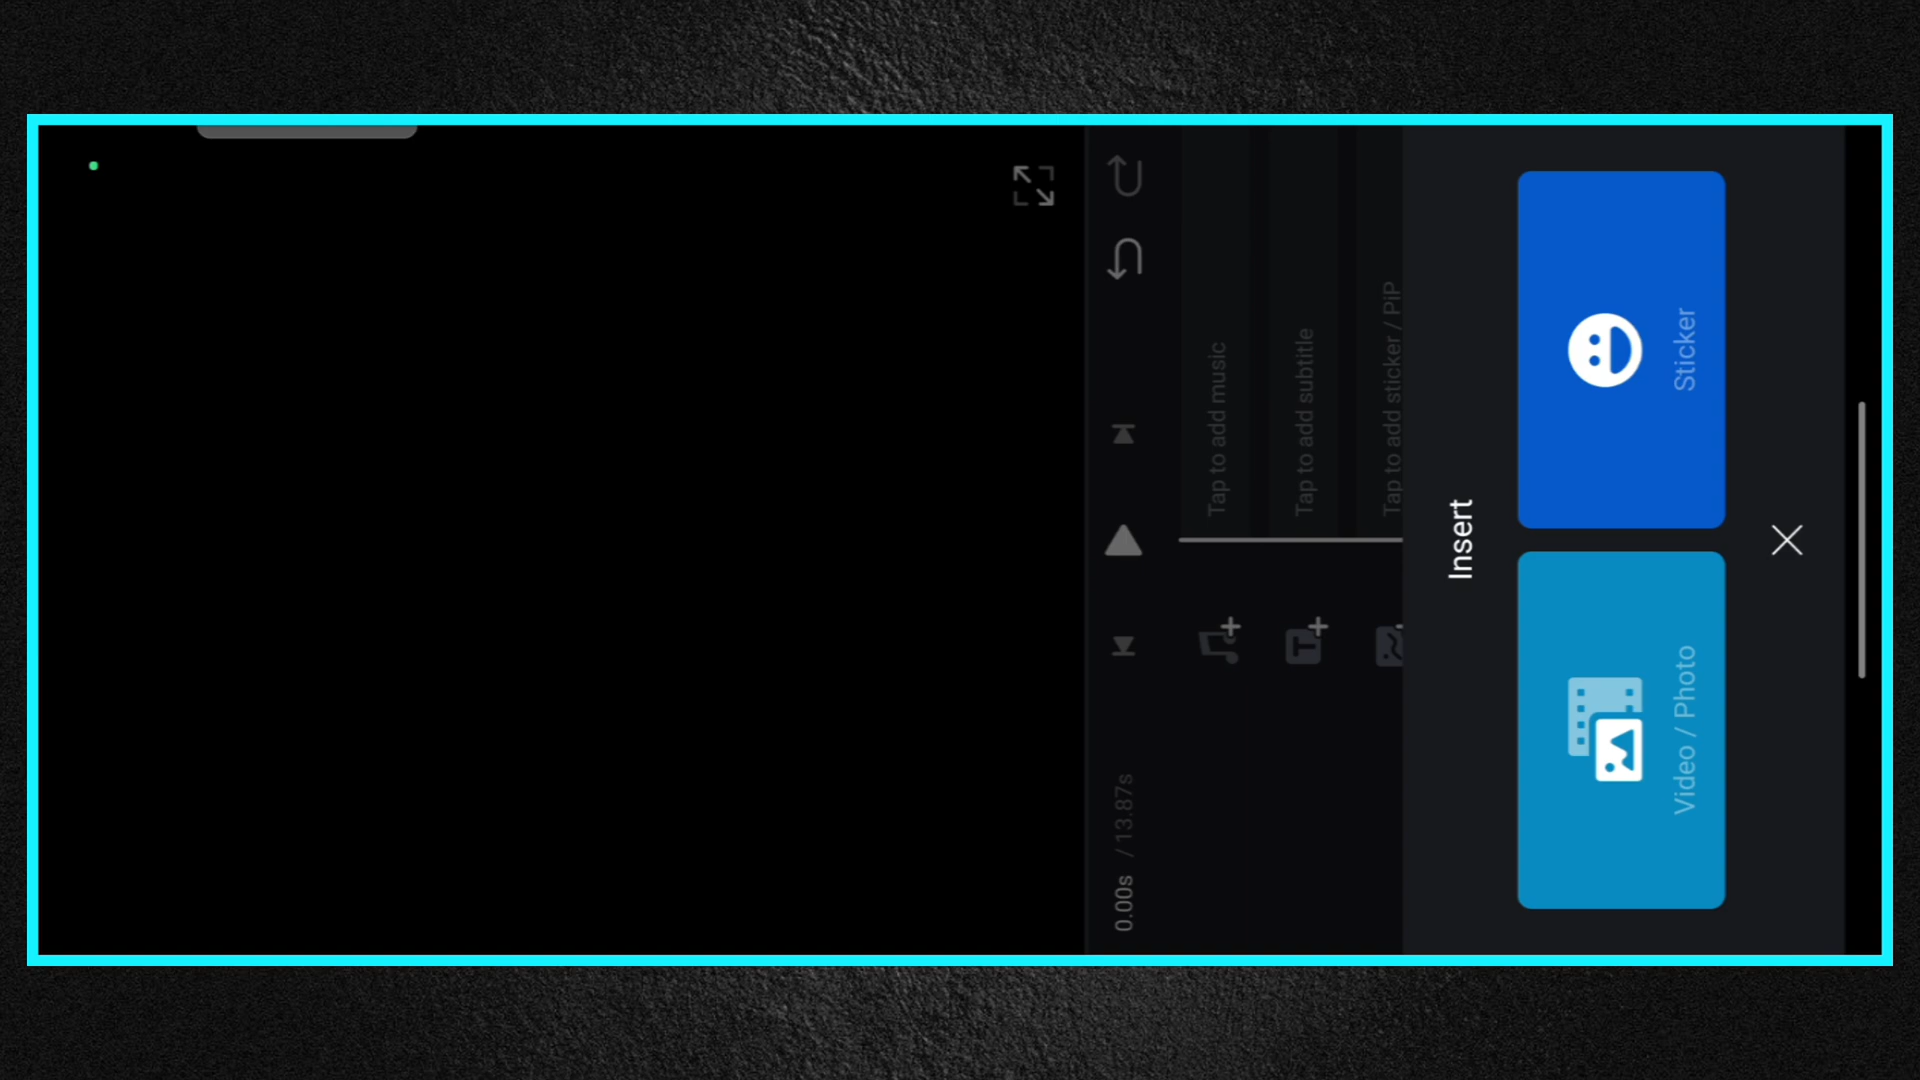 0.00s / 13.87s
Tap to add music
Tap to add subtitle
Tap to add sticker / PiP
T
Insert
Video / Photo
Sticker